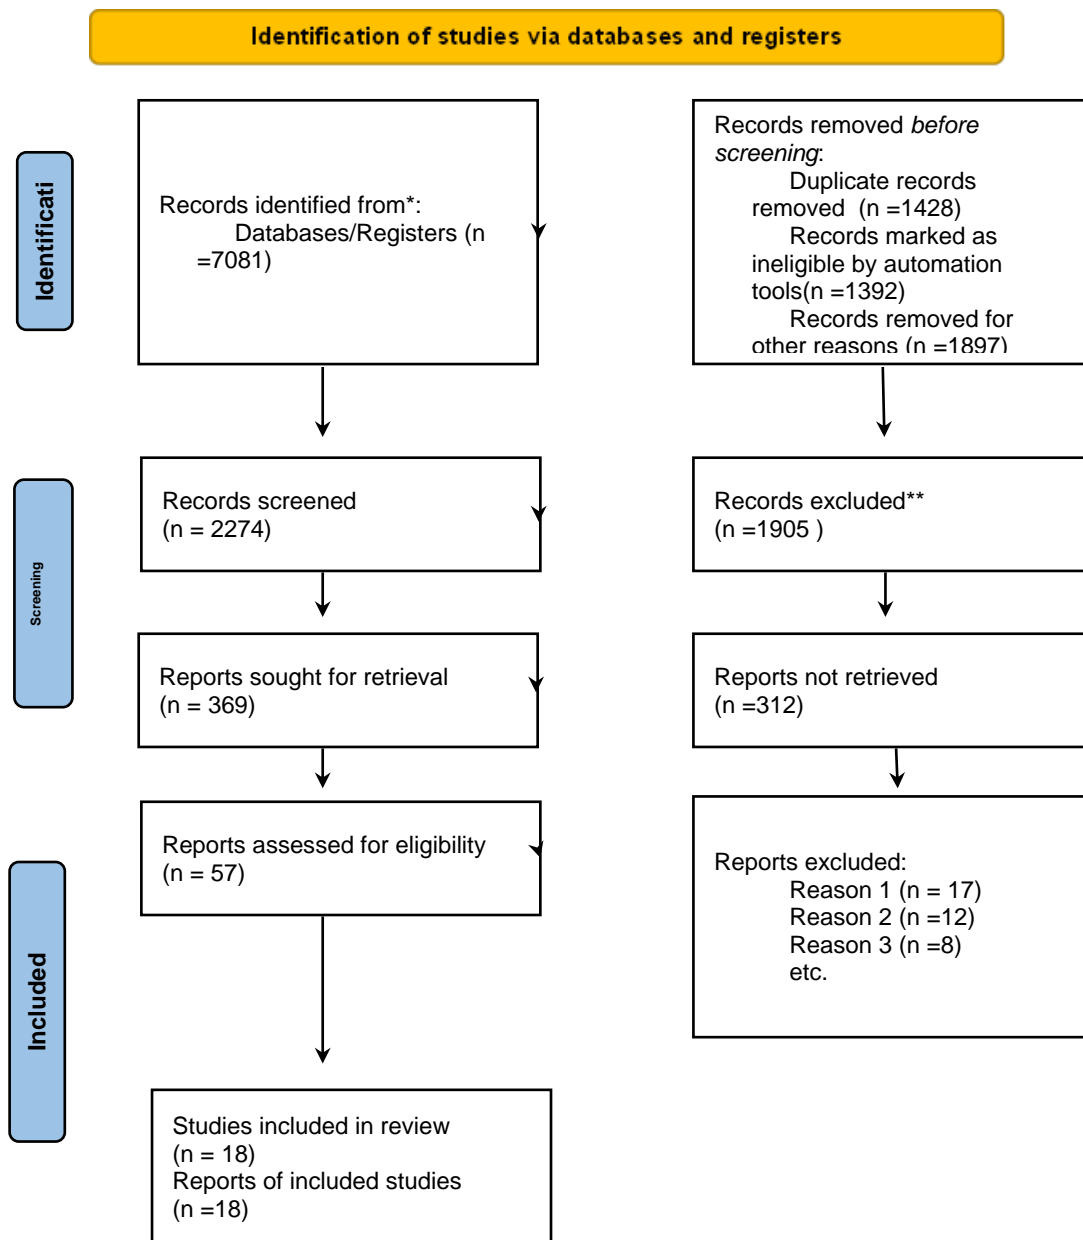 Identification of studies via databases and registers
Identificati
Records identified from*:
Databases/Registers (n
=7081)
Records removed before
screening:
Duplicate records
removed  (n =1428)
Records marked as
ineligible by automation
tools(n =1392)
Records removed for
other reasons (n =1897)
Screening
Records screened
(n = 2274)
Records excluded**
(n =1905 )
Reports sought for retrieval
(n = 369)
Reports not retrieved
(n =312)
Reports assessed for eligibility
(n = 57)
Reports excluded:
Reason 1 (n = 17)
Reason 2 (n =12)
Reason 3 (n =8)
etc.
Included
Studies included in review
(n = 18)
Reports of included studies
(n =18)